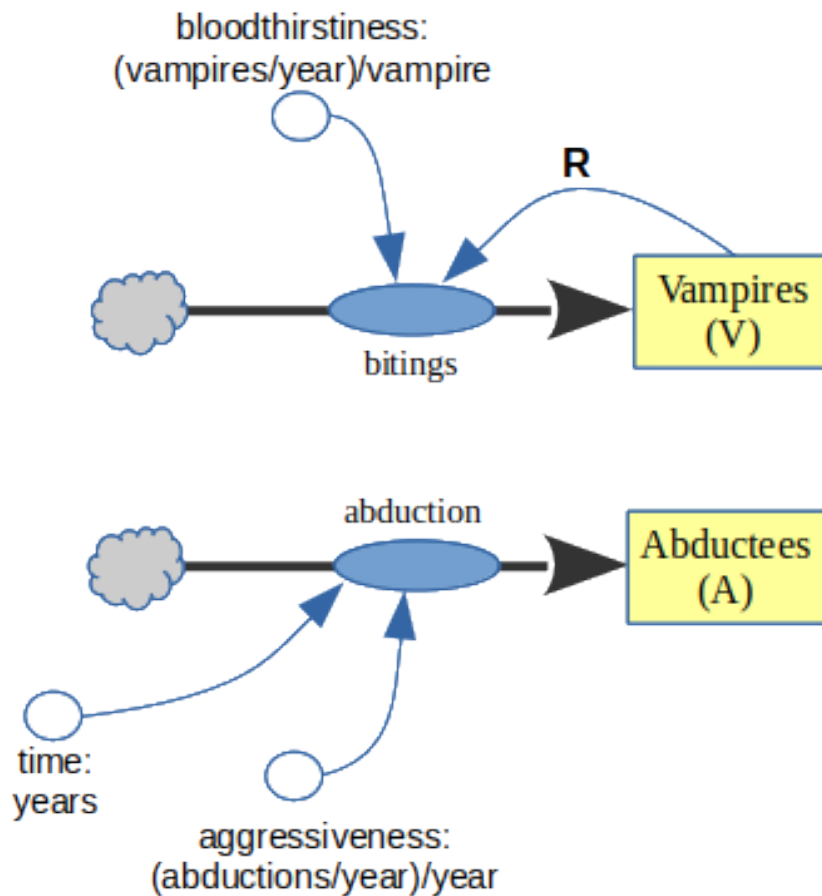 bloodthirstiness:
(vampires/year)/vampire
R
Vampires
(V)
bitings
abduction
Abductees
(A)
time:
years
aggressiveness:
(abductions/year)/year